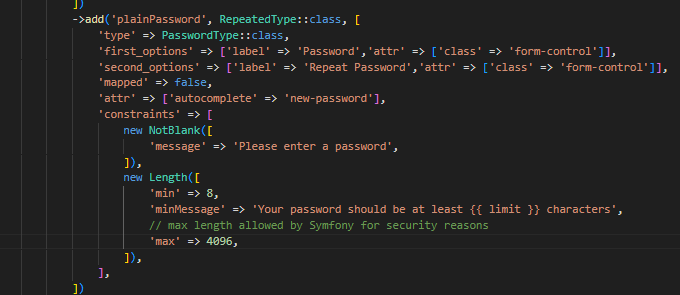 ])
->add('plainPassword', RepeatedType::class, [
'type' => PasswordType::class,
'first_options' => ['label' => 'Password','attr' => ['class' => 'form-control']],
'second_options' => ['label' => 'Repeat Password','attr' => ['class' => 'form-control']],
'mapped' => false,
'attr' => ['autocomplete' => 'new-password'],
'constraints' => [
new NotBlank([
'message' => 'Please enter a password',
]),
new Length([
'min' => 8,
'minMessage' => 'Your password should be at least {{ limit }} characters',
// max length allowed by Symfony for security reasons
'max' => 4096,
]),
],
])